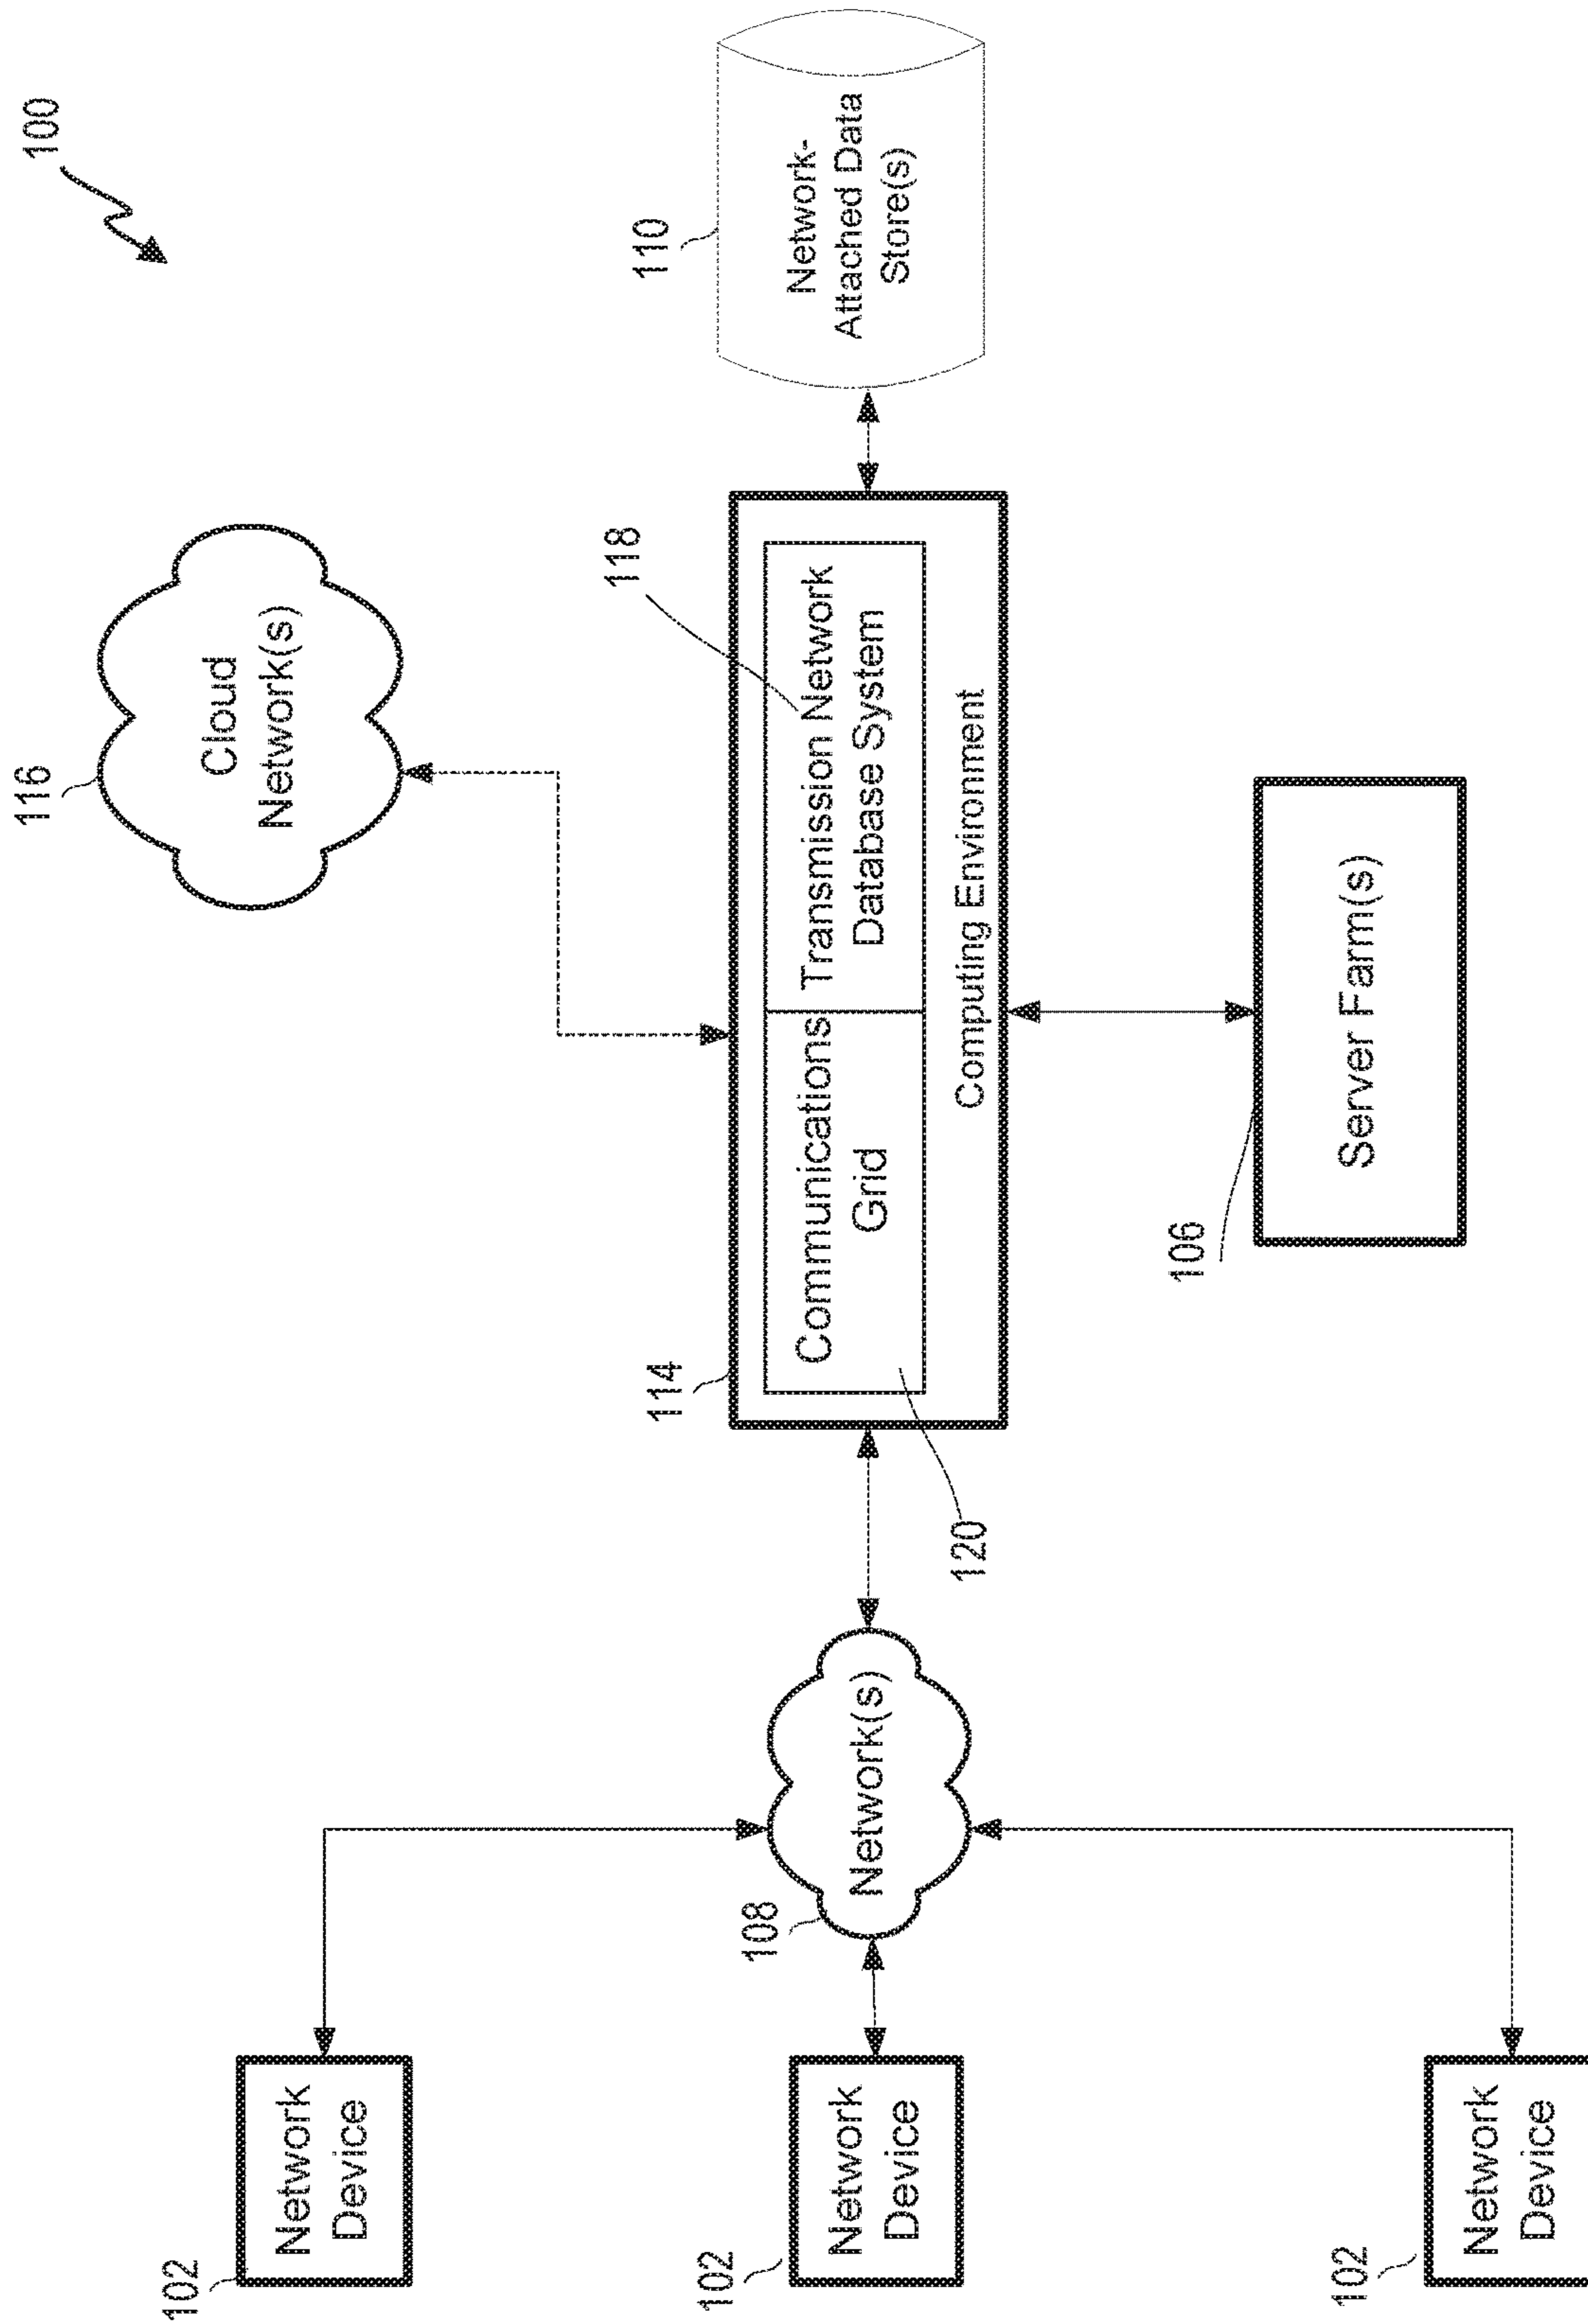 100
116
Cloud
Network(s)
110
Network-
Attached Data
Store(s)
118
114
Communications
Grid
Transmission Network
Database System
Computing Environment
120
106
Server Farm(s)
108
Network(s)
102
Network
Device
102
Network
Device
102
Network
Device